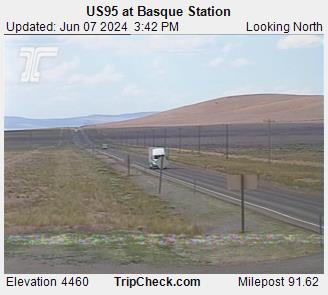 US95 at Basque Station
Updated: Jun 07 2024 3:42 PM Looking North
Elevation 4460 TripCheck.com Milepost 91.62